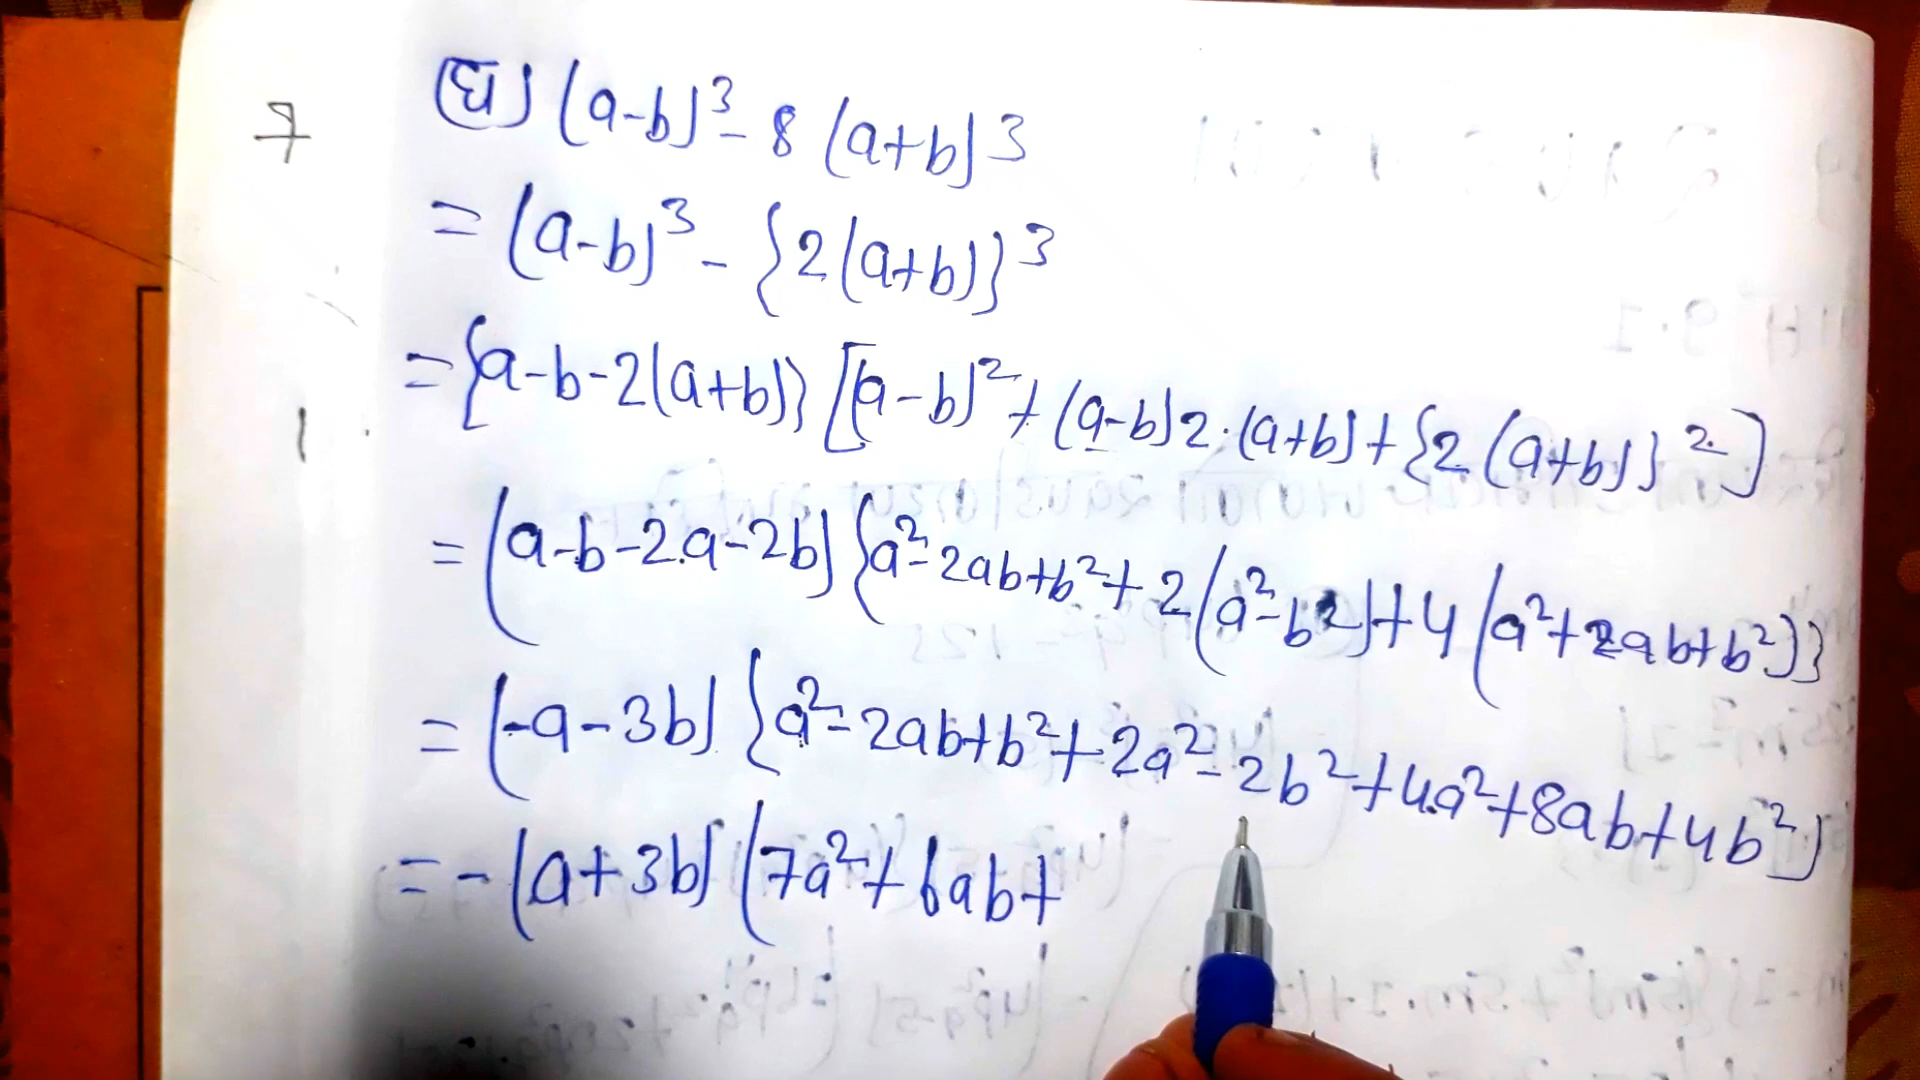 (घ) (a-b)³ - 8 (a+b)³
7
= (a-b)³ - {2(a+b)}³
= {a-b-2(a+b)} [(a-b)² + (a-b)2·(a+b) + {2(a+b)}²]
= (a-b-2a-2b) {a²-2ab+b²+2(a²-b²)+4(a²+2ab+b²)}
= (-a-3b) {a²-2ab+b²+2a²-2b²+4a²+8ab+4b²)
= -(a+3b) (7a²+6ab+